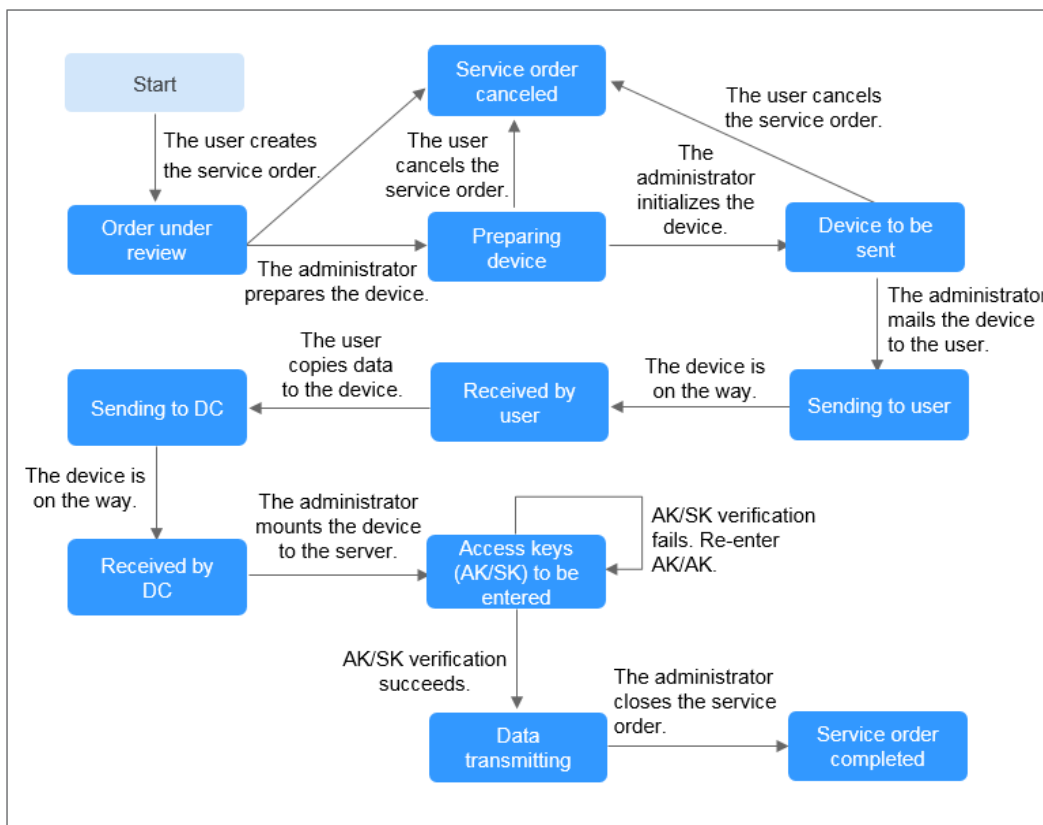 Start
Service order
canceled
The user cancels
the service order.
The user creates
the service order.
The user
cancels the
service order.
The
administrator
initializes the
device.
Order under
review
Preparing
device
Device to be
sent
The administrator
prepares the device.
The administrator
mails the device
to the user.
The user
copies data
to the device.
The device is
on the way.
Sending to DC
Received by
user
Sending to user
The device is
on the way.
The administrator
mounts the device
to the server.
AK/SK verification
fails. Re-enter
AK/AK.
Received by
DC
Access keys
(AK/SK) to be
entered
AK/SK verification
succeeds.
The administrator
closes the service
order.
Data
transmitting
Service order
completed